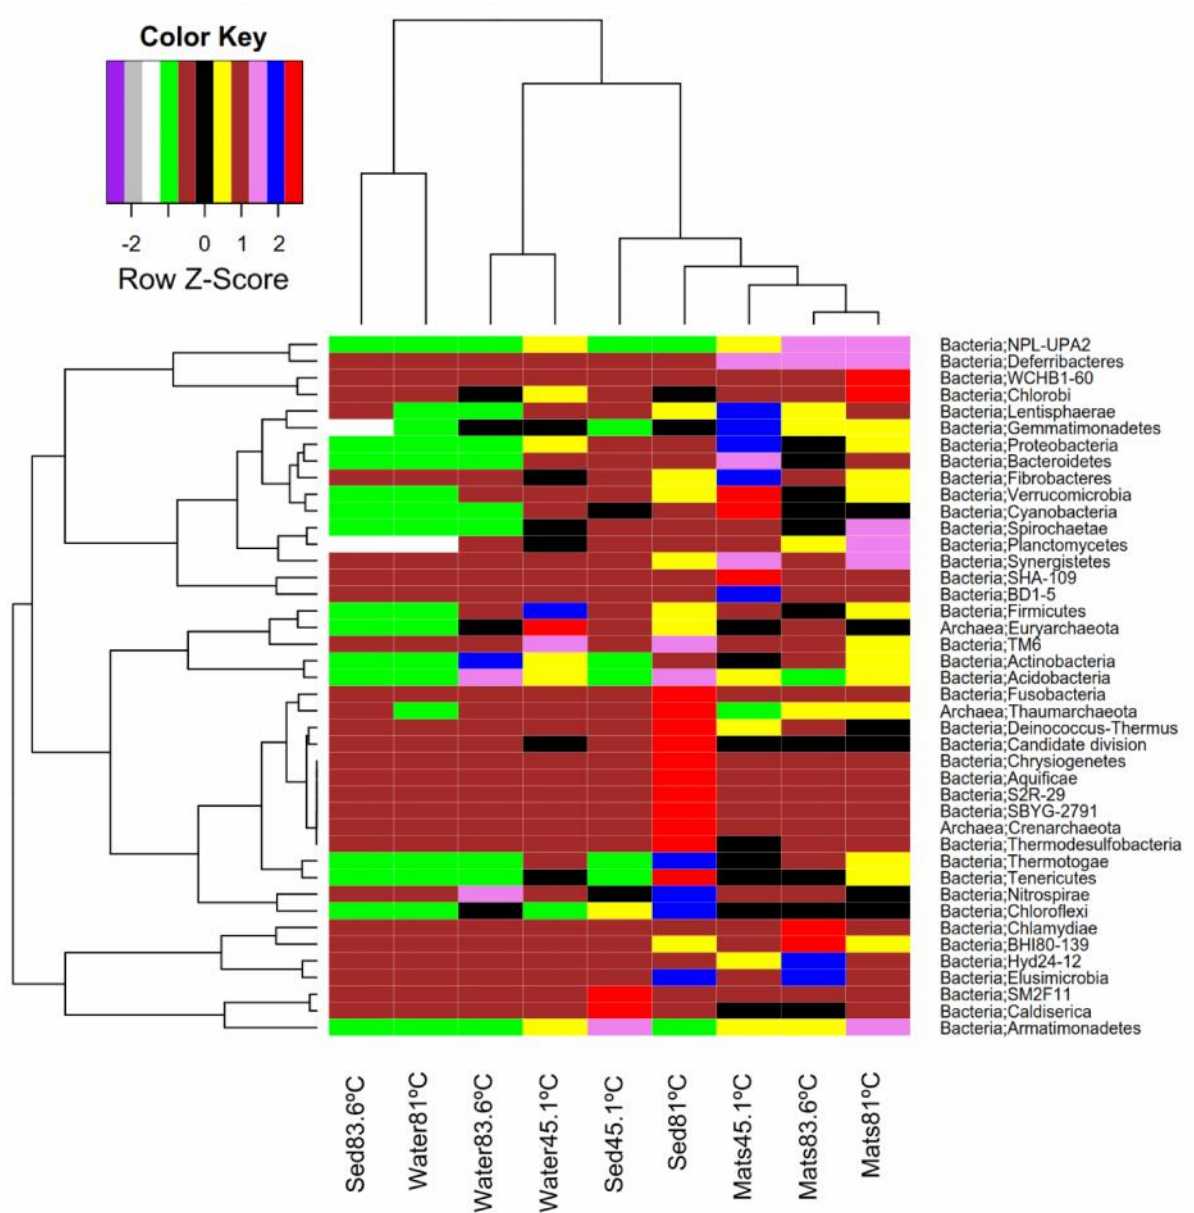 Color Key
-2 0 1 2
Row Z-Score
Bacteria;NPL-UPA2
Bacteria;Deferribacteres
Bacteria;WCHB1-60
Bacteria;Chlorobi
Bacteria;Lentisphaerae
Bacteria;Gemmatimonadetes
Bacteria;Proteobacteria
Bacteria;Bacteroidetes
Bacteria;Fibrobacteres
Bacteria;Verrucomicrobia
Bacteria;Cyanobacteria
Bacteria;Spirochaetae
Bacteria;Planctomycetes
Bacteria;Synergistetes
Bacteria;SHA-109
Bacteria;BD1-5
Bacteria;Firmicutes
Archaea;Euryarchaeota
Bacteria;TM6
Bacteria;Actinobacteria
Bacteria;Acidobacteria
Bacteria;Fusobacteria
Archaea;Thaumarchaeota
Bacteria;Deinococcus-Thermus
Bacteria;Candidate division
Bacteria;Chrysiogenetes
Bacteria;Aquificae
Bacteria;S2R-29
Bacteria;SBYG-2791
Archaea;Crenarchaeota
Bacteria;Thermodesulfobacteria
Bacteria;Thermotogae
Bacteria;Tenericutes
Bacteria;Nitrospirae
Bacteria;Chloroflexi
Bacteria;Chlamydiae
Bacteria;BHI80-139
Bacteria;Hyd24-12
Bacteria;Elusimicrobia
Bacteria;SM2F11
Bacteria;Caldiserica
Bacteria;Armatimonadetes
Sed83.6ºC
Water81ºC
Water83.6ºC
Water45.1ºC
Sed45.1ºC
Sed81ºC
Mats45.1ºC
Mats83.6ºC
Mats81ºC